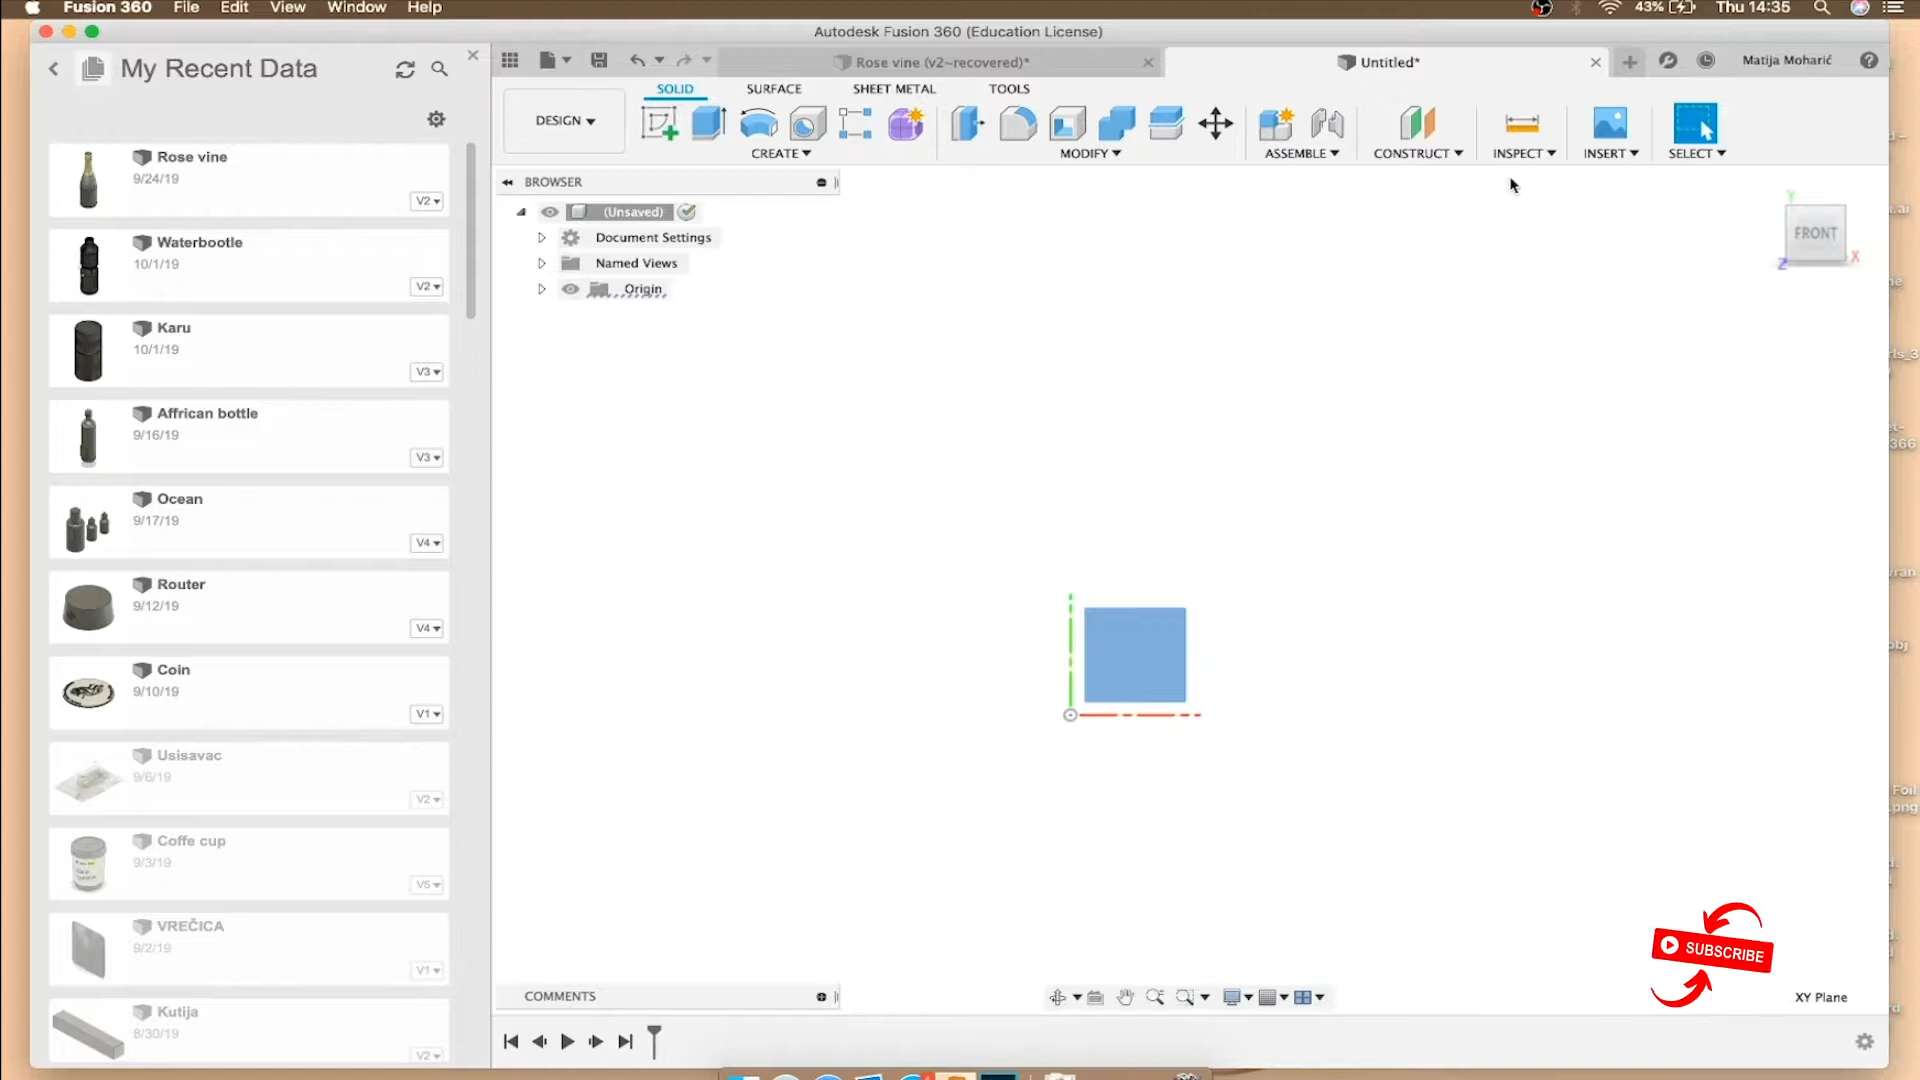 Fusion 360 File Edit View Window Help 43% Thu 14:35
Autodesk Fusion 360 (Education License)
My Recent Data
Rose vine (v2~recovered)* Untitled* Matija Moharić
SOLID SURFACE SHEET METAL TOOLS
DESIGN
CREATE MODIFY ASSEMBLE CONSTRUCT INSPECT INSERT SELECT
Rose vine
9/24/19
V2
Waterbootle
10/1/19
V2
Karu
10/1/19
V3
Affrican bottle
9/16/19
V3
Ocean
9/17/19
V4
Router
9/12/19
V4
Coin
9/10/19
V1
Usisavac
9/6/19
V2
Coffe cup
9/3/19
V5
VREČICA
9/2/19
V1
Kutija
8/30/19
V2
BROWSER
(Unsaved)
Document Settings
Named Views
Origin
Y
FRONT
X
Z
SUBSCRIBE
COMMENTS
XY Plane
366
Foil
.png